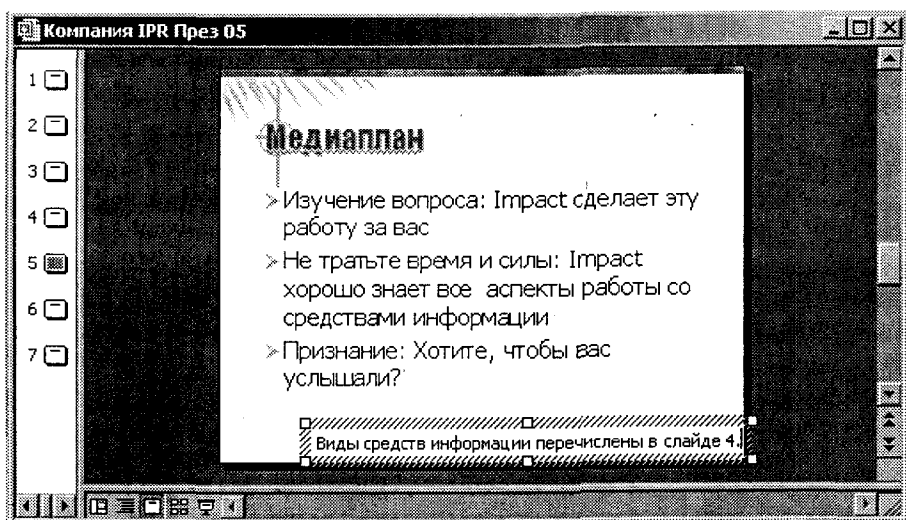 Компания IPR През 05
1
2
3
4
5
6
7
Медиаплан
Изучение вопроса: Impact сделает эту
работу за вас
Не тратьте время и силы: Impact
хорошо знает все аспекты работы со
средствами информации
Признание: Хотите, чтобы вас
услышали?
Виды средств информации перечислены в слайде 4.